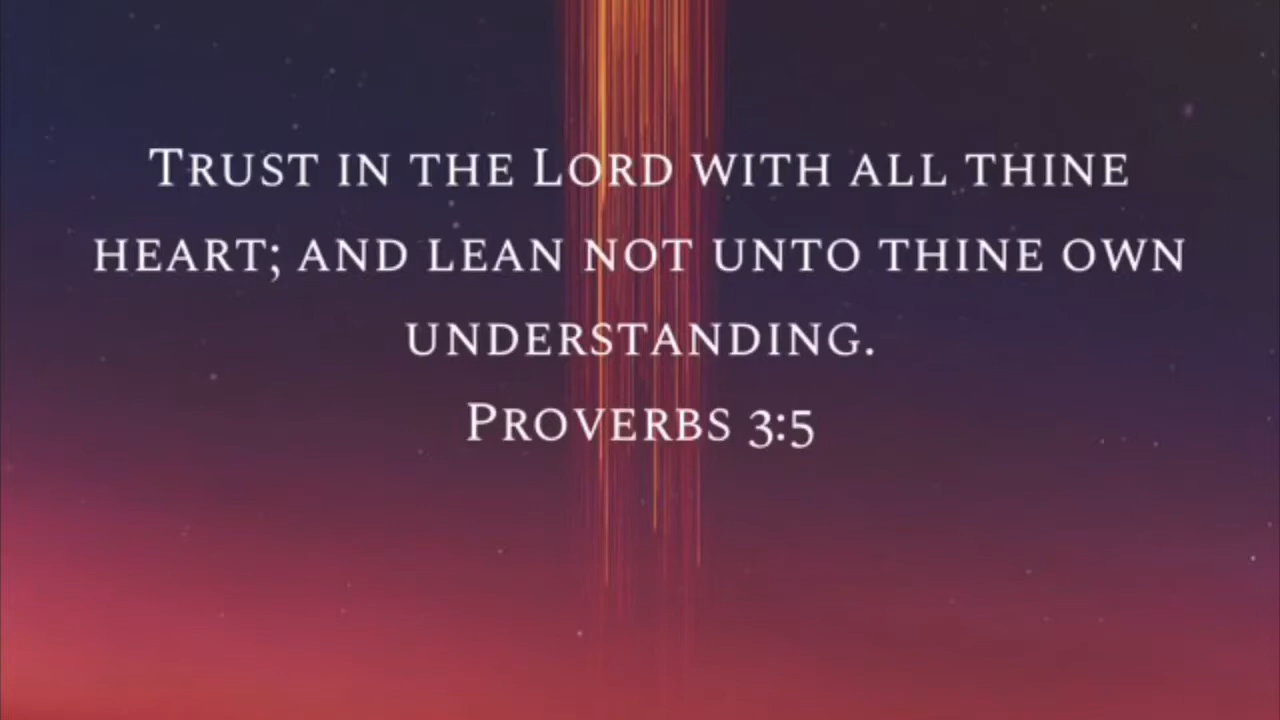 Trust in the Lord with all thine
heart; and lean not unto thine own
understanding.
Proverbs 3:5